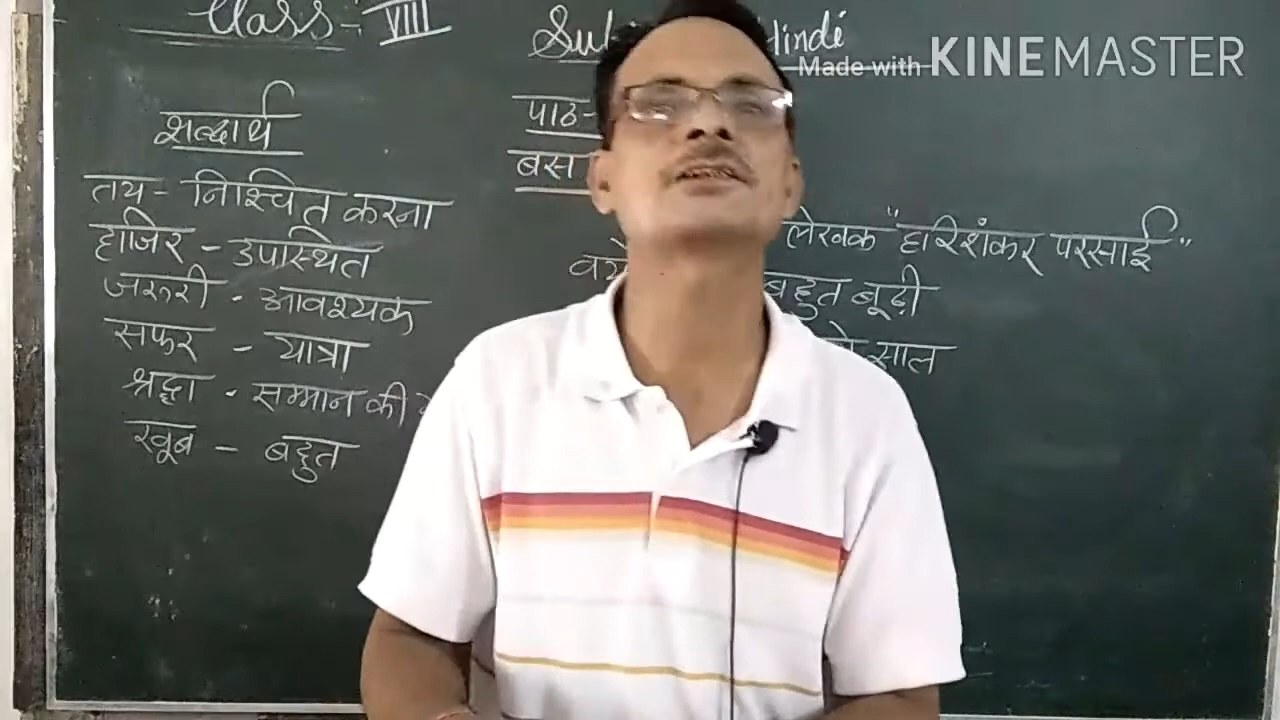 Class:- VIII
Hindi
Made with KINEMASTER
शब्दार्थ
तय - निश्चित करना
हाजिर - उपस्थित
जरूरी - आवश्यक
सफर - यात्रा
श्रद्धा - सम्मान की
खूब - बहुत
पाठ-
बस
लेखक "हरिशंकर परसाई"
बहुत बूढ़ी
साल